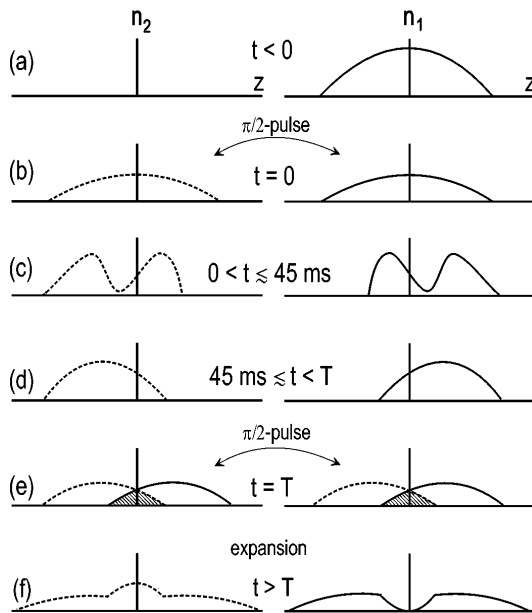 n₂ n₁
(a) t < 0
z z
π/2-pulse
(b) t = 0
(c) 0 < t ≲ 45 ms
(d) 45 ms ≲ t < T
π/2-pulse
(e) t = T
expansion
(f) t > T